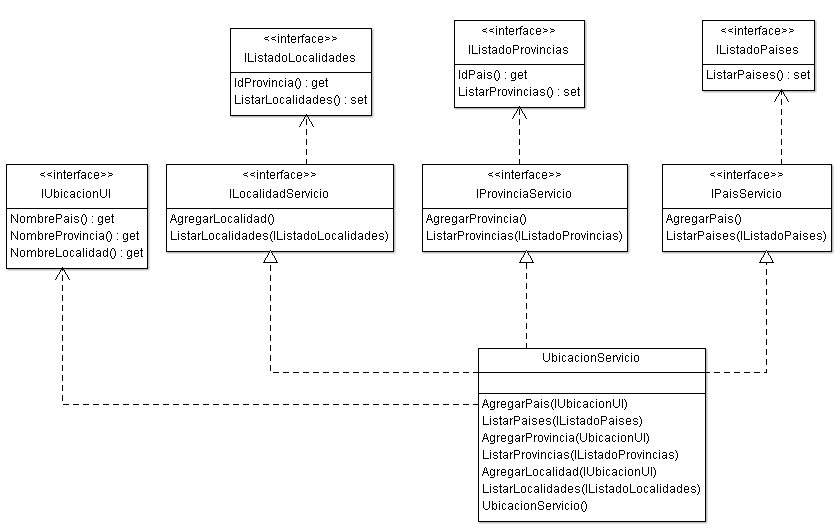 <<interface>>
IListadoLocalidades
IdProvincia() : get
ListarLocalidades() : set
<<interface>>
IListadoProvincias
IdPais() : get
ListarProvincias() : set
<<interface>>
IListadoPaises
ListarPaises() : set
<<interface>>
IUbicacionUI
NombrePais() : get
NombreProvincia() : get
NombreLocalidad() : get
<<interface>>
ILocalidadServicio
AgregarLocalidad()
ListarLocalidades(IListadoLocalidades)
<<interface>>
IProvinciaServicio
AgregarProvincia()
ListarProvincias(IListadoProvincias)
<<interface>>
IPaisServicio
AgregarPais()
ListarPaises(IListadoPaises)
UbicacionServicio
AgregarPais(IUbicacionUI)
ListarPaises(IListadoPaises)
AgregarProvincia(UbicacionUI)
ListarProvincias(IListadoProvincias)
AgregarLocalidad(IUbicacionUI)
ListarLocalidades(IListadoLocalidades)
UbicacionServicio()